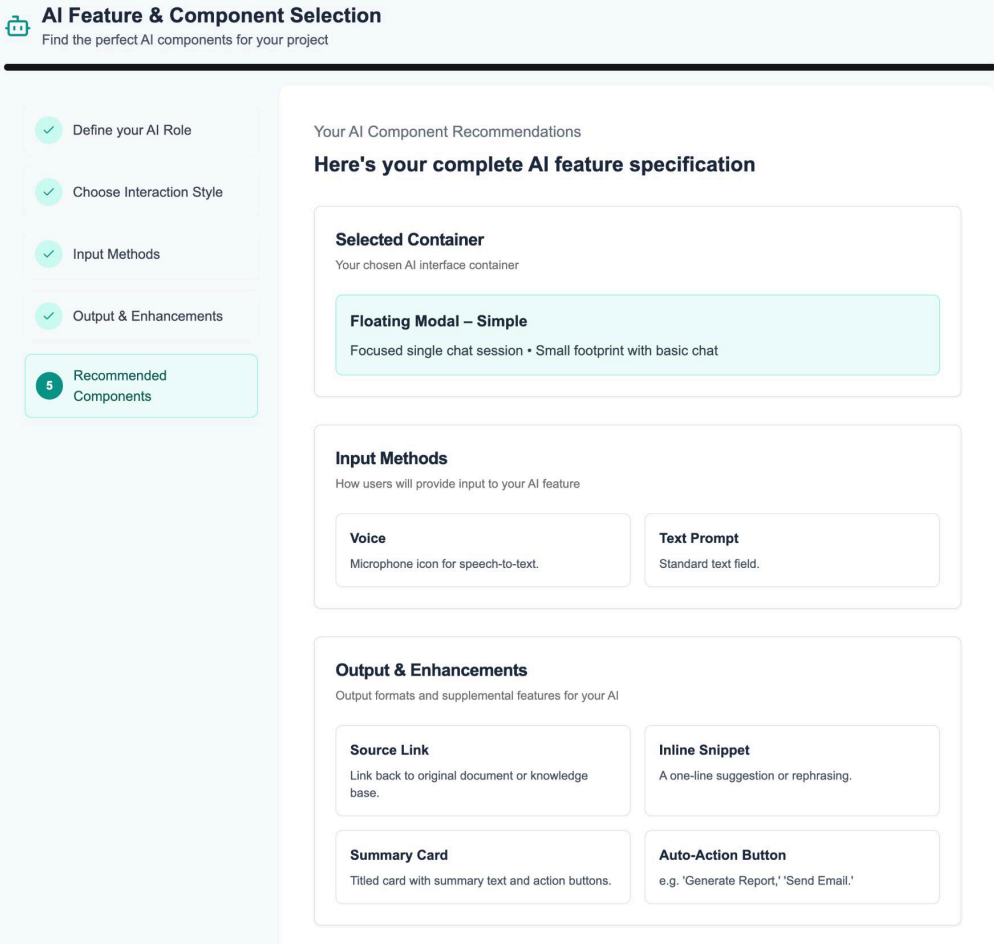 AI Feature & Component Selection
Find the perfect AI components for your project
Define your AI Role
Choose Interaction Style
Input Methods
Output & Enhancements
5
Recommended
Components
Your AI Component Recommendations
Here's your complete AI feature specification
Selected Container
Your chosen AI interface container
Floating Modal – Simple
Focused single chat session • Small footprint with basic chat
Input Methods
How users will provide input to your AI feature
Voice
Microphone icon for speech-to-text.
Text Prompt
Standard text field.
Output & Enhancements
Output formats and supplemental features for your AI
Source Link
Link back to original document or knowledge
base.
Inline Snippet
A one-line suggestion or rephrasing.
Summary Card
Titled card with summary text and action buttons.
Auto-Action Button
e.g. 'Generate Report,' 'Send Email.'